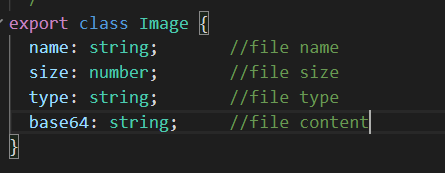 /
export class Image {
name: string; //file name
size: number; //file size
type: string; //file type
base64: string; //file content
}